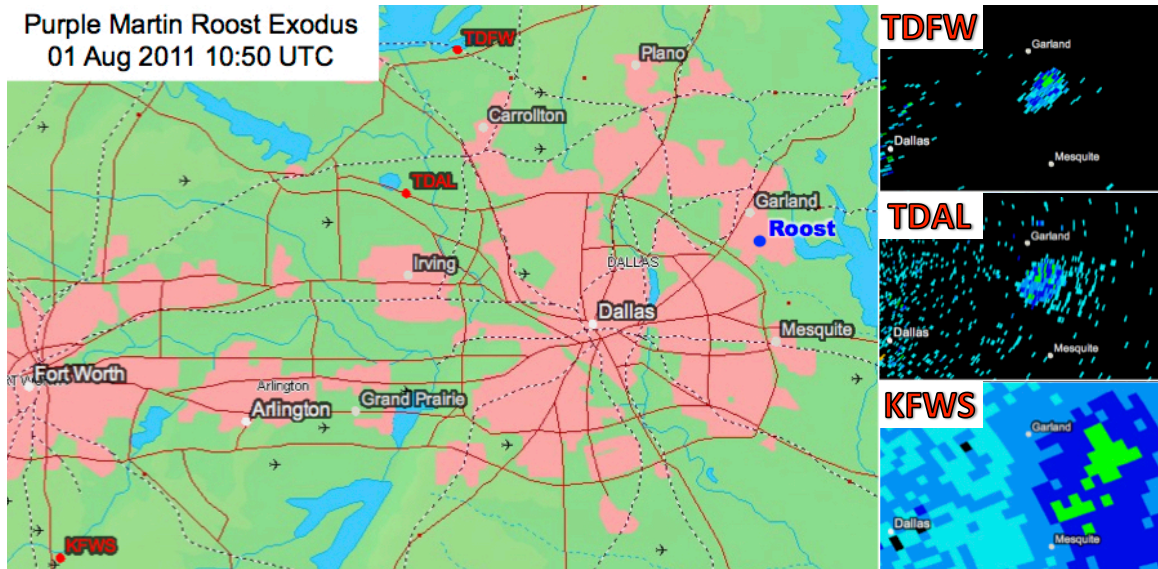 Purple Martin Roost Exodus
01 Aug 2011 10:50 UTC
TDFW
Plano
Carrollton
TDAL
Garland
Roost
Irving
DALLAS
Dallas
Mesquite
Fort Worth
Arlington
Grand Prairie
Arlington
KFWS
TDFW
Garland
Dallas
Mesquite
TDAL
Garland
Dallas
Mesquite
KFWS
Garland
Dallas
Mesquite